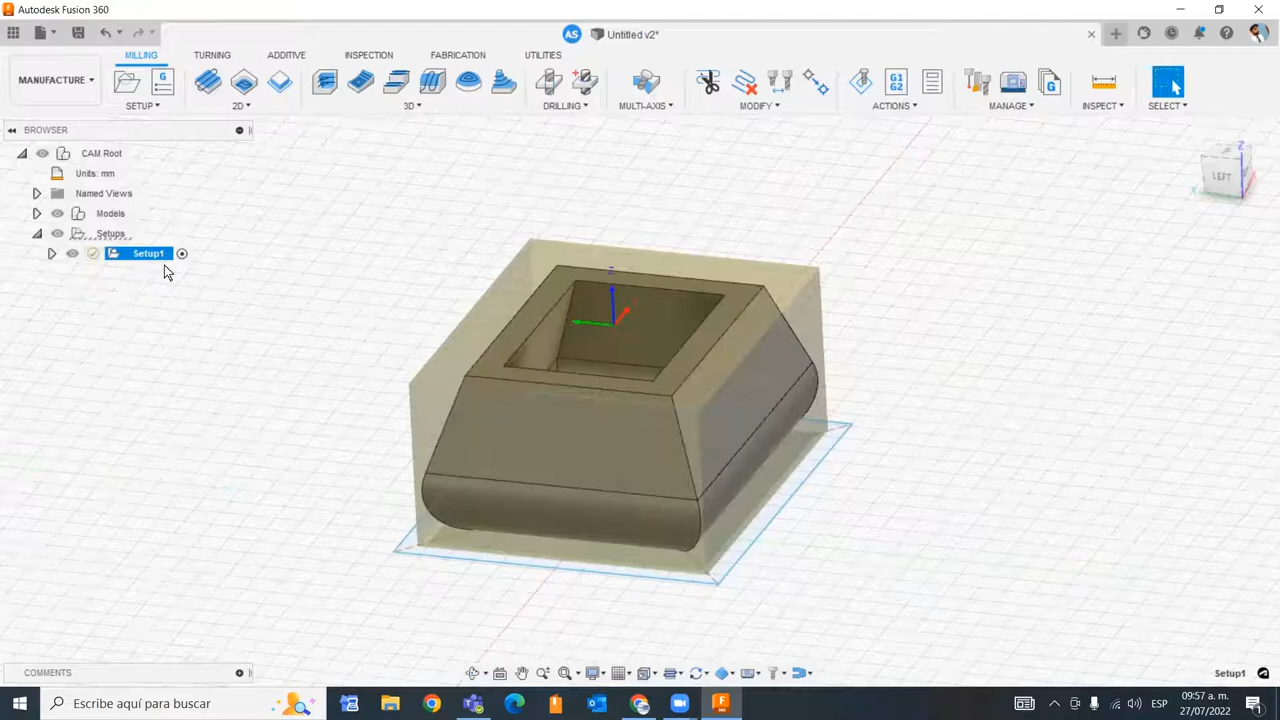 Autodesk Fusion 360
AS Untitled v2*
MILLING TURNING ADDITIVE INSPECTION FABRICATION UTILITIES
MANUFACTURE
G G1 G2 G
SETUP 2D 3D DRILLING MULTI-AXIS MODIFY ACTIONS MANAGE INSPECT SELECT
BROWSER
CAM Root
Units: mm
Named Views
Models
Setups
Setup1
Z
LEFT
X
Z
COMMENTS
Setup1
Escribe aquí para buscar
F
ESP
09:57 a. m.
27/07/2022